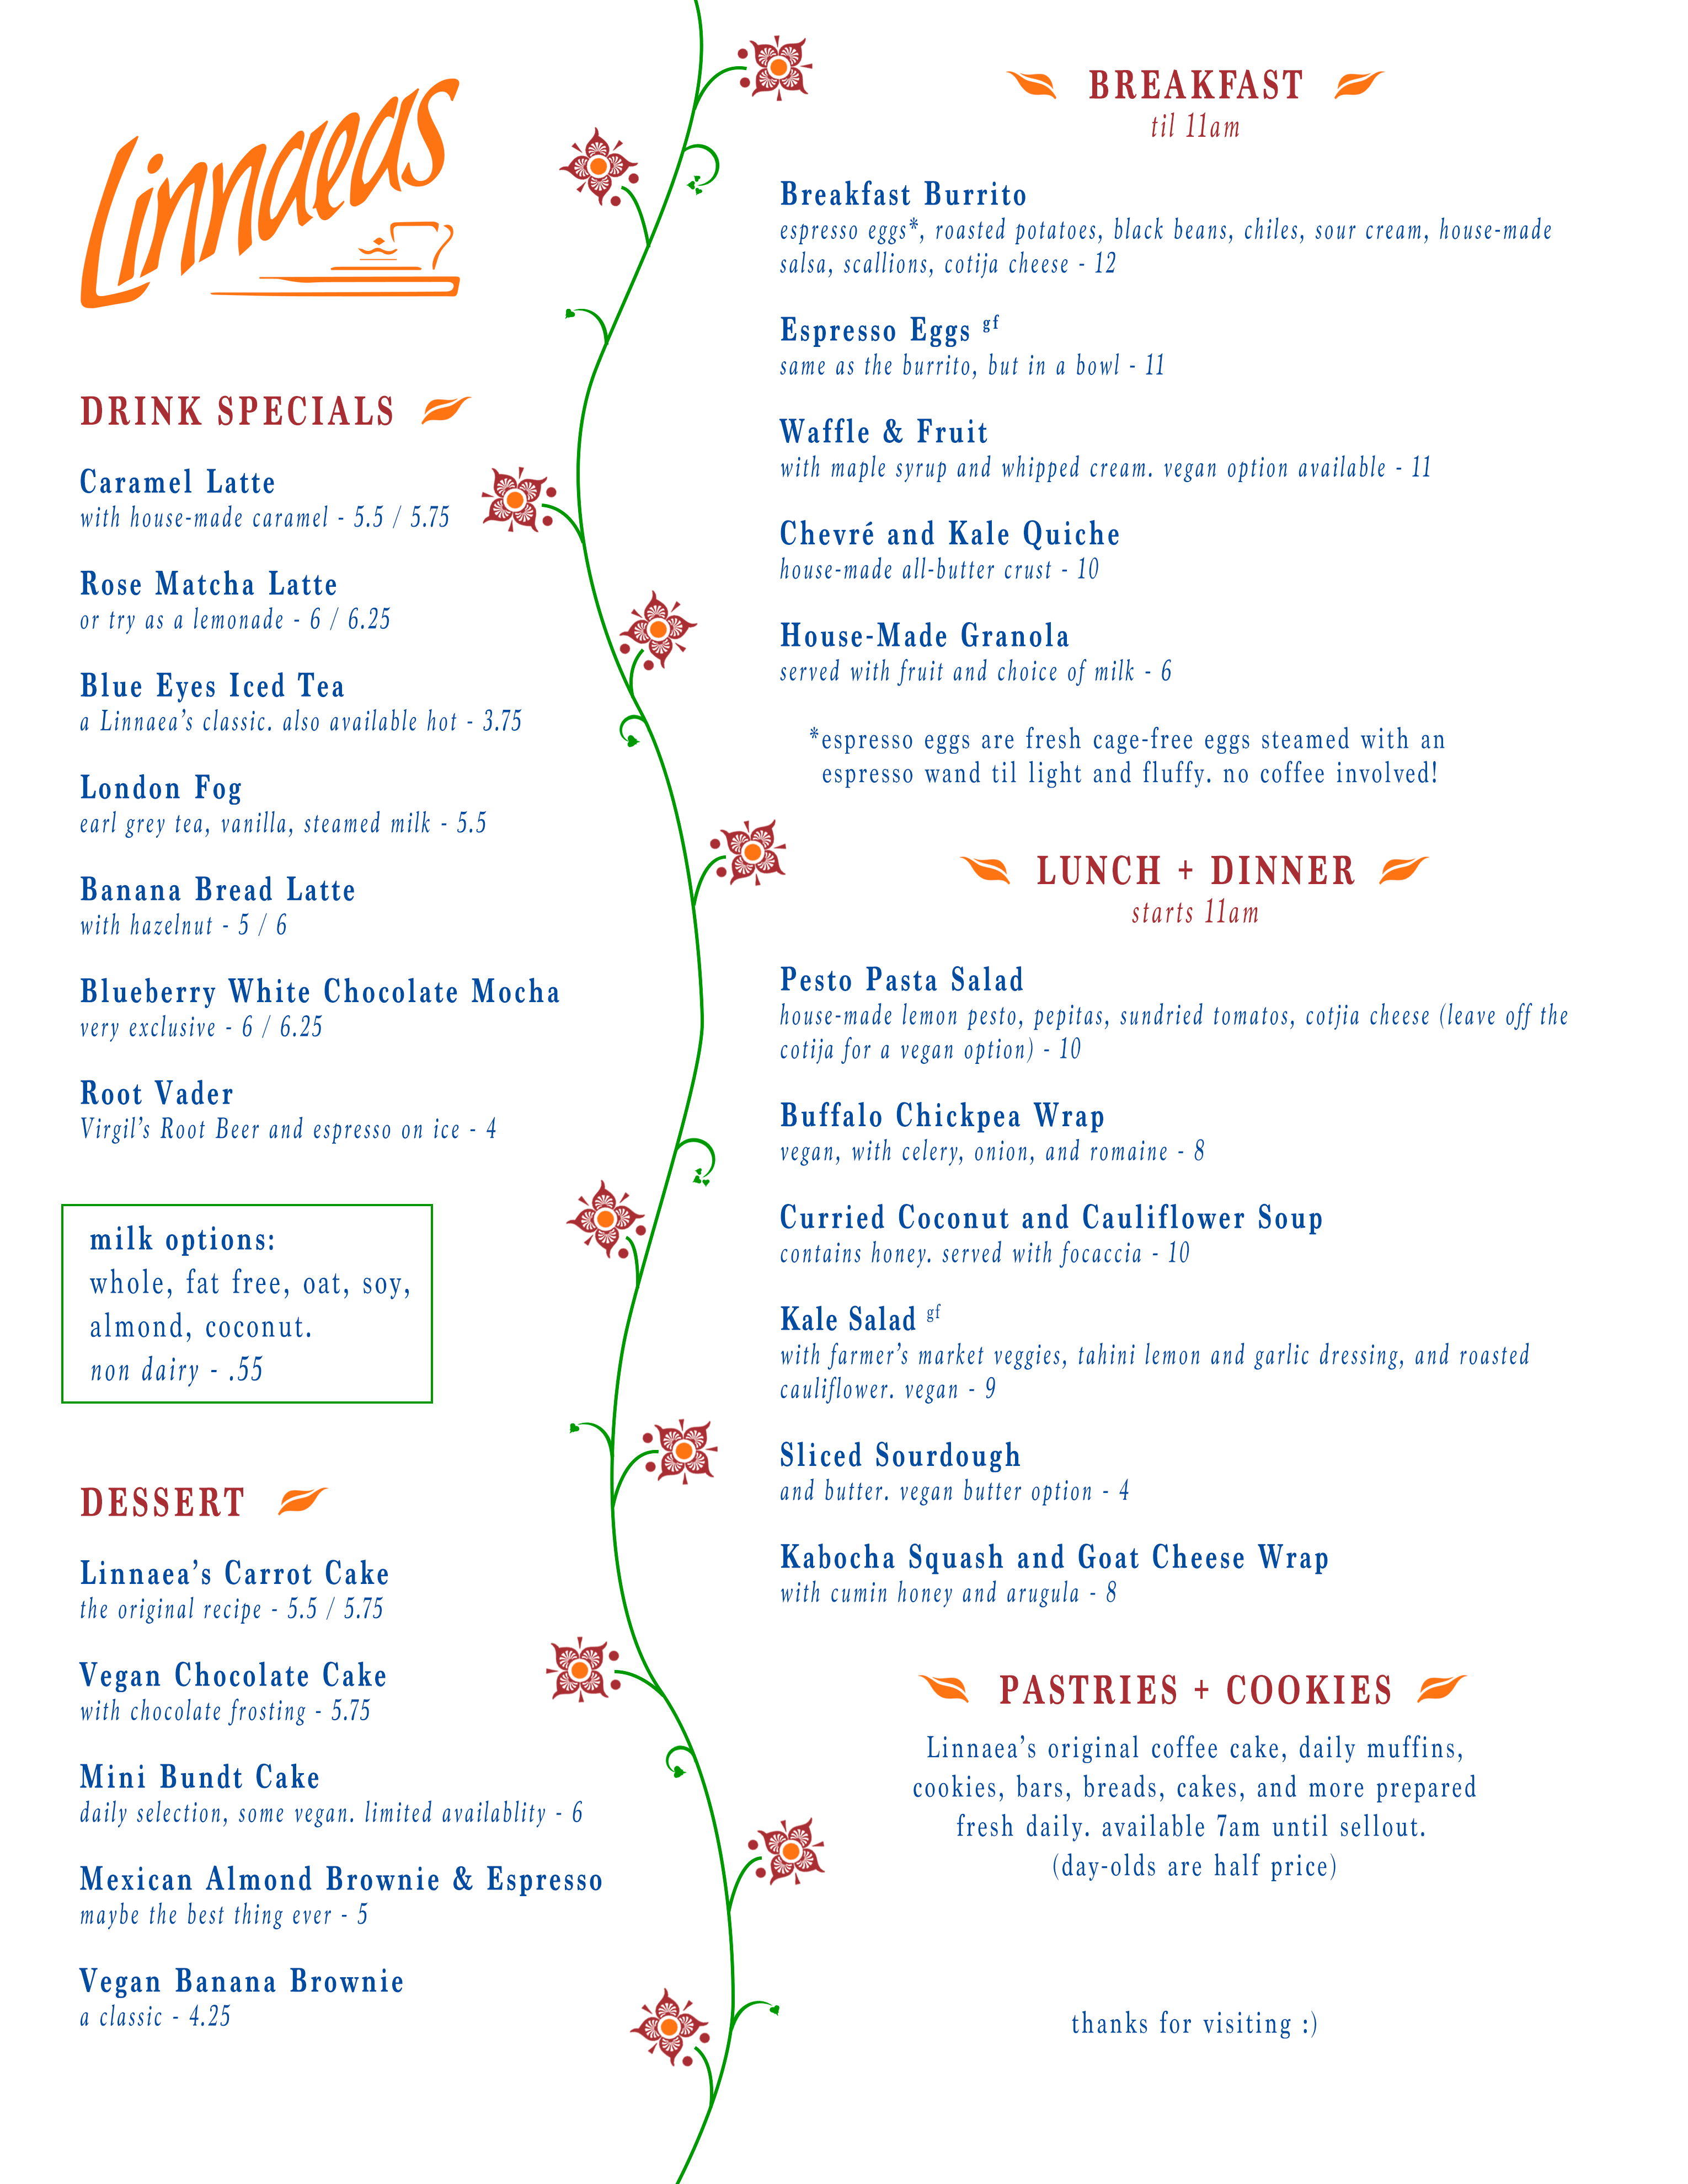 Linnaeas
DRINK SPECIALS
Caramel Latte
with house-made caramel - 5.5 / 5.75
Rose Matcha Latte
or try as a lemonade - 6 / 6.25
Blue Eyes Iced Tea
a Linnaea's classic. also available hot - 3.75
London Fog
earl grey tea, vanilla, steamed milk - 5.5
Banana Bread Latte
with hazelnut - 5 / 6
Blueberry White Chocolate Mocha
very exclusive - 6 / 6.25
Root Vader
Virgil's Root Beer and espresso on ice - 4
milk options:
whole, fat free, oat, soy,
almond, coconut.
non dairy - .55
DESSERT
Linnaea's Carrot Cake
the original recipe - 5.5 / 5.75
Vegan Chocolate Cake
with chocolate frosting - 5.75
Mini Bundt Cake
daily selection, some vegan. limited availablity - 6
Mexican Almond Brownie & Espresso
maybe the best thing ever - 5
Vegan Banana Brownie
a classic - 4.25
BREAKFAST
til 11am
Breakfast Burrito
espresso eggs*, roasted potatoes, black beans, chiles, sour cream, house-made
salsa, scallions, cotija cheese - 12
Espresso Eggs gf
same as the burrito, but in a bowl - 11
Waffle & Fruit
with maple syrup and whipped cream. vegan option available - 11
Chevré and Kale Quiche
house-made all-butter crust - 10
House-Made Granola
served with fruit and choice of milk - 6
*espresso eggs are fresh cage-free eggs steamed with an
espresso wand til light and fluffy. no coffee involved!
LUNCH + DINNER
starts 11am
Pesto Pasta Salad
house-made lemon pesto, pepitas, sundried tomatos, cotjia cheese (leave off the
cotija for a vegan option) - 10
Buffalo Chickpea Wrap
vegan, with celery, onion, and romaine - 8
Curried Coconut and Cauliflower Soup
contains honey. served with focaccia - 10
Kale Salad gf
with farmer's market veggies, tahini lemon and garlic dressing, and roasted
cauliflower. vegan - 9
Sliced Sourdough
and butter. vegan butter option - 4
Kabocha Squash and Goat Cheese Wrap
with cumin honey and arugula - 8
PASTRIES + COOKIES
Linnaea's original coffee cake, daily muffins,
cookies, bars, breads, cakes, and more prepared
fresh daily. available 7am until sellout.
(day-olds are half price)
thanks for visiting :)